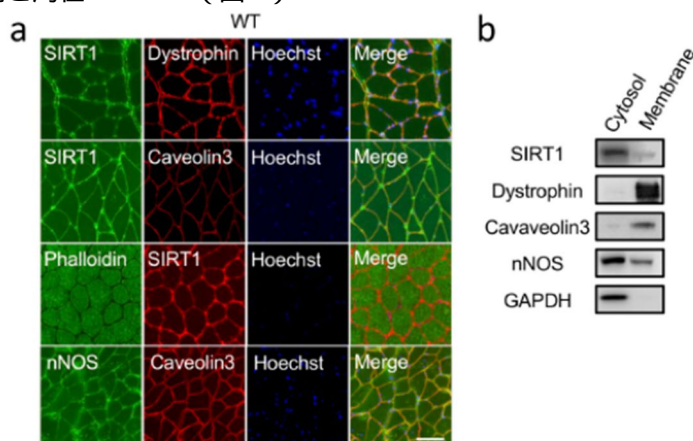 WT
a
SIRT1 Dystrophin Hoechst Merge
SIRT1 Caveolin3 Hoechst Merge
Phalloidin SIRT1 Hoechst Merge
nNOS Caveolin3 Hoechst Merge
b
Cytosol Membrane
SIRT1
Dystrophin
Cavaveolin3
nNOS
GAPDH